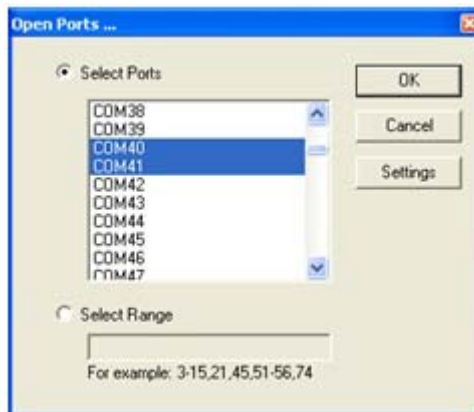 Open Ports ...
Select Ports
COM38
COM39
COM40
COM41
COM42
COM43
COM44
COM45
COM46
COM47
OK
Cancel
Settings
Select Range
For example: 3-15,21,45,51-56,74